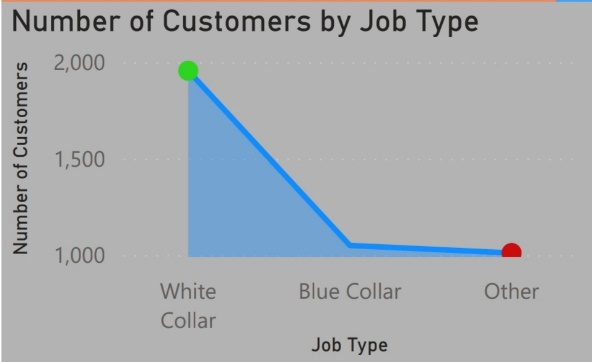 Number of Customers by Job Type
Number of Customers
2,000
1,500
1,000
White
Collar
Blue Collar
Other
Job Type